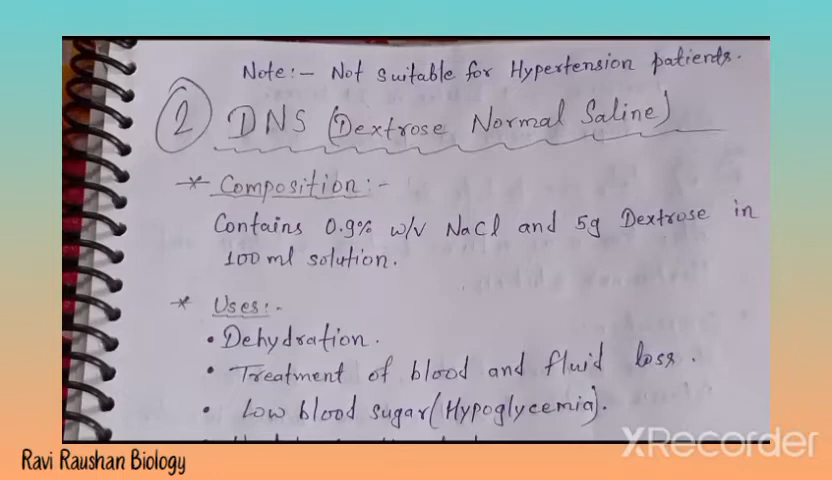 Note:- Not suitable for Hypertension patients.
2 DNS (Dextrose Normal Saline)
* Composition:-
Contains 0.9% w/v NaCl and 5g Dextrose in
100 ml solution.
* Uses:-
• Dehydration.
• Treatment of blood and fluid loss.
• Low blood sugar (Hypoglycemia).
XRecorder
Ravi Raushan Biology